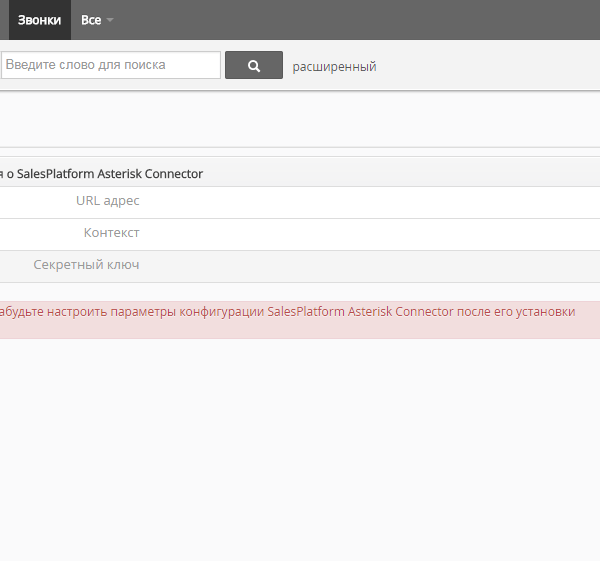 Звонки Все
Введите слово для поиска расширенный
я о SalesPlatform Asterisk Connector
URL адрес
Контекст
Секретный ключ
абудьте настроить параметры конфигурации SalesPlatform Asterisk Connector после его установки